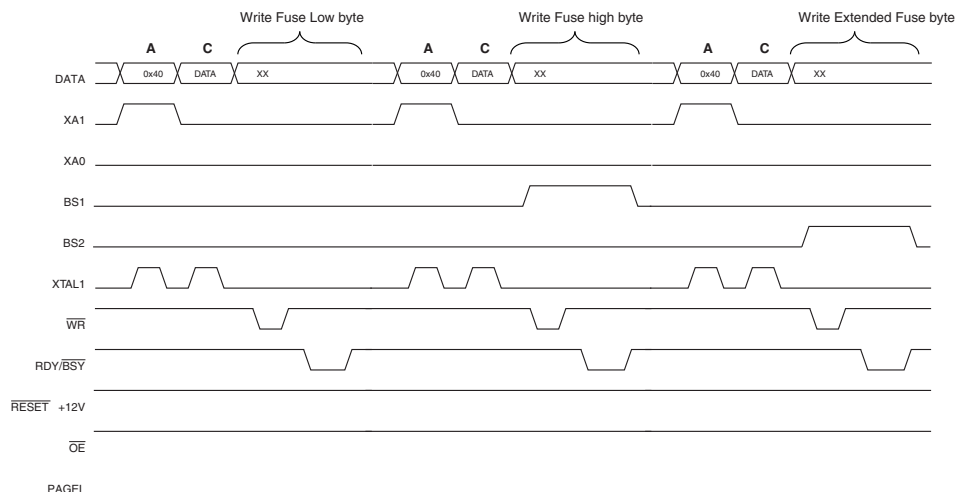 Write Fuse Low byte Write Fuse high byte Write Extended Fuse byte
A C A C A C
DATA 0x40 DATA XX 0x40 DATA XX 0x40 DATA XX
XA1
XA0
BS1
BS2
XTAL1
WR
RDY/BSY
RESET +12V
OE
PAGEL